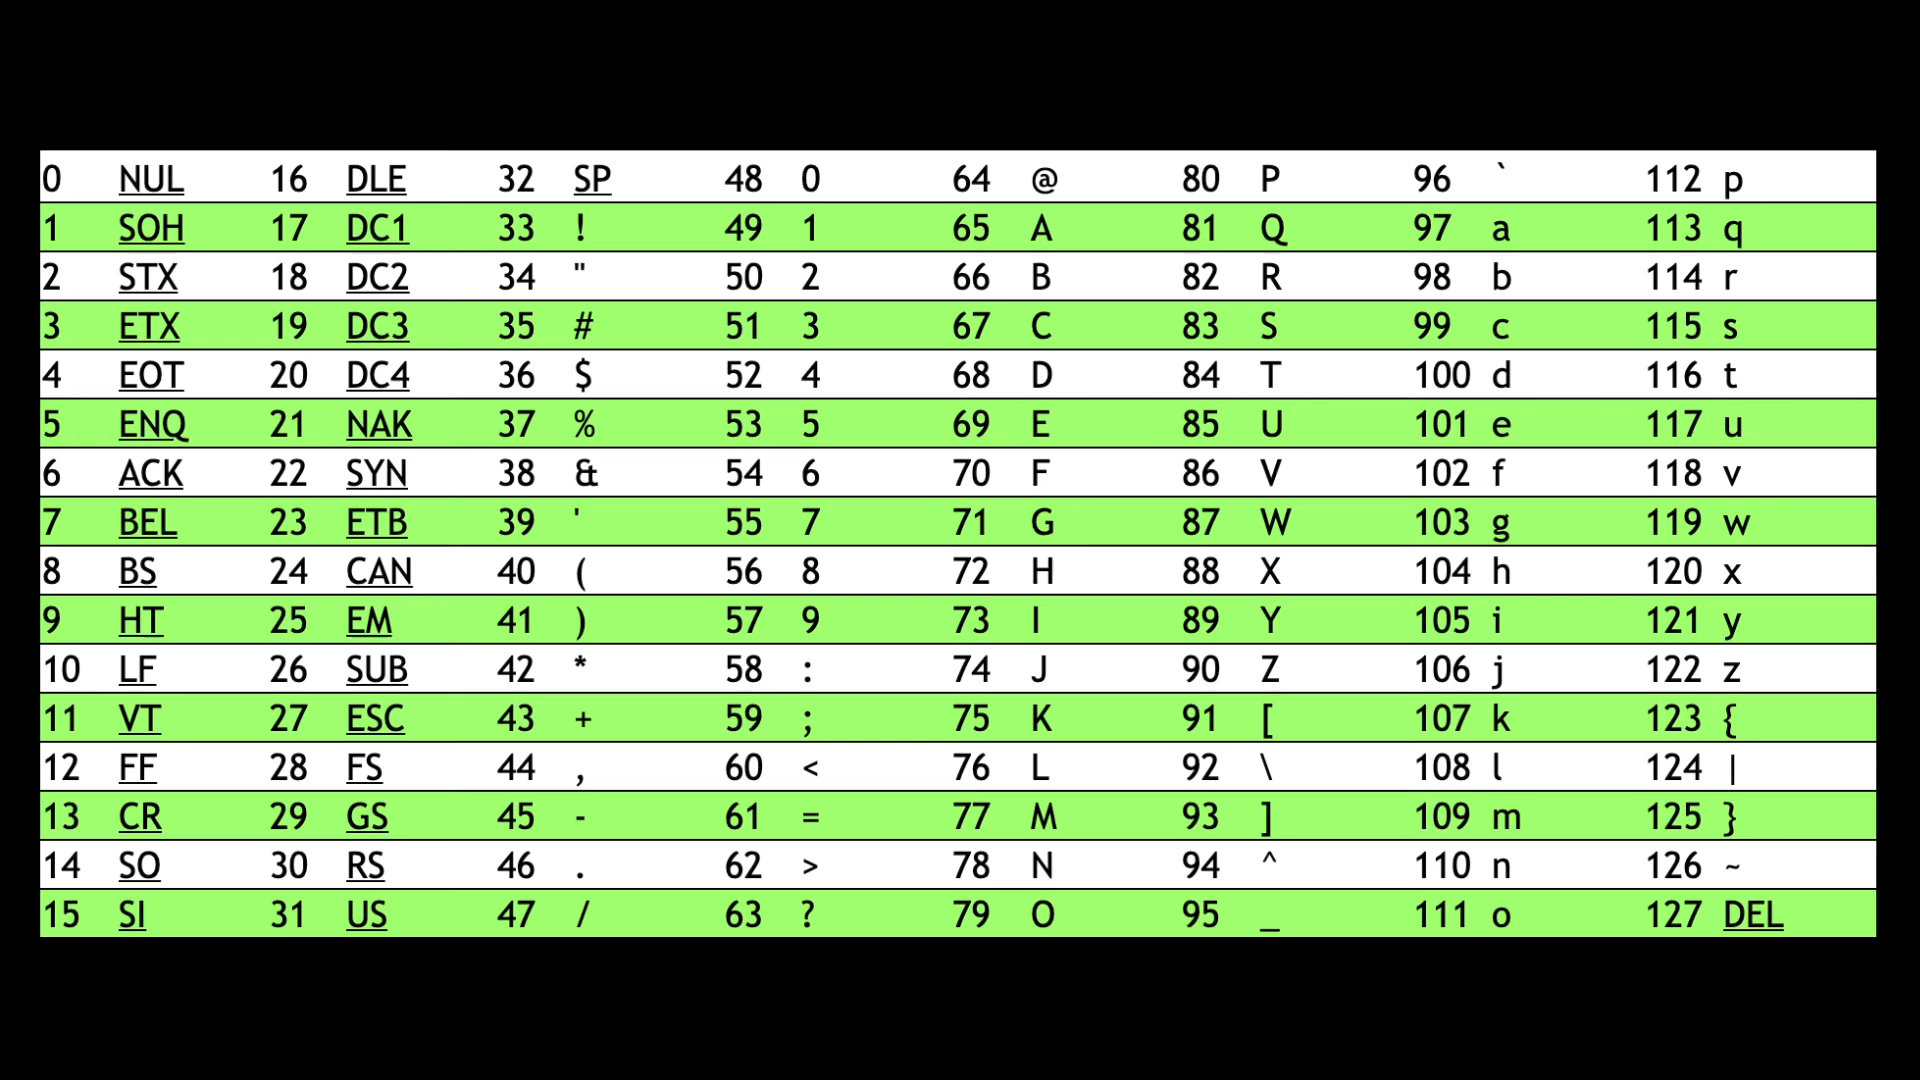 0 NUL 16 DLE 32 SP 48 0 64 @ 80 P 96 ` 112 p
1 SOH 17 DC1 33 ! 49 1 65 A 81 Q 97 a 113 q
2 STX 18 DC2 34 " 50 2 66 B 82 R 98 b 114 r
3 ETX 19 DC3 35 # 51 3 67 C 83 S 99 c 115 s
4 EOT 20 DC4 36 $ 52 4 68 D 84 T 100 d 116 t
5 ENQ 21 NAK 37 % 53 5 69 E 85 U 101 e 117 u
6 ACK 22 SYN 38 & 54 6 70 F 86 V 102 f 118 v
7 BEL 23 ETB 39 ' 55 7 71 G 87 W 103 g 119 w
8 BS 24 CAN 40 ( 56 8 72 H 88 X 104 h 120 x
9 HT 25 EM 41 ) 57 9 73 I 89 Y 105 i 121 y
10 LF 26 SUB 42 * 58 : 74 J 90 Z 106 j 122 z
11 VT 27 ESC 43 + 59 ; 75 K 91 [ 107 k 123 {
12 FF 28 FS 44 , 60 < 76 L 92 \ 108 l 124 |
13 CR 29 GS 45 - 61 = 77 M 93 ] 109 m 125 }
14 SO 30 RS 46 . 62 > 78 N 94 ^ 110 n 126 ~
15 SI 31 US 47 / 63 ? 79 O 95 _ 111 o 127 DEL